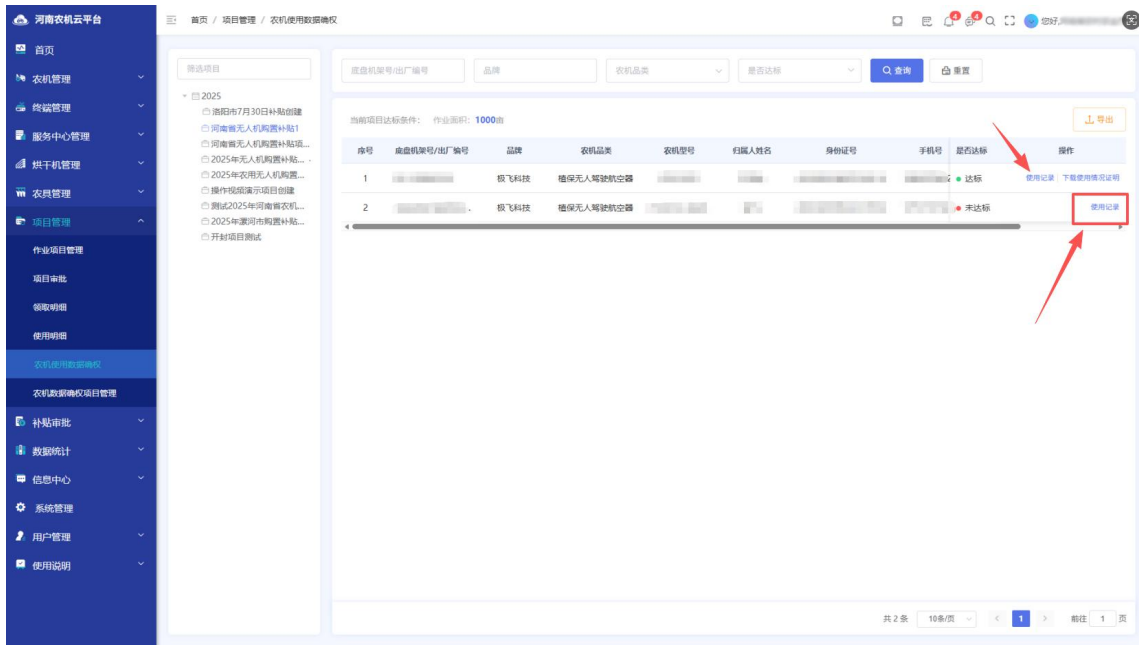 河南农机云平台
首页 / 项目管理 / 农机使用数据确权
4
4
您好,
首页
农机管理
终端管理
服务中心管理
烘干机管理
农具管理
项目管理
作业项目管理
项目审批
领取明细
使用明细
农机使用数据确权
农机数据确权项目管理
补贴审批
数据统计
信息中心
系统管理
用户管理
使用说明
筛选项目
2025
洛阳市7月30日补贴创建
河南省无人机购置补贴1
河南省无人机购置补贴项...
2025年无人机购置补贴...
2025年农用无人机购置...
操作视频演示项目创建
测试2025年河南省农机...
2025年漯河市购置补贴...
开封项目测试
底盘机架号/出厂编号 品牌 农机品类 是否达标 查询 重置
当前项目达标条件: 作业面积: 1000亩 导出
序号 底盘机架号/出厂编号 品牌 农机品类 农机型号 归属人姓名 身份证号 手机号 是否达标 操作
1 极飞科技 植保无人驾驶航空器 达标 使用记录 下载使用情况证明
2 极飞科技 植保无人驾驶航空器 未达标 使用记录
共 2 条 10条/页 < 1 > 前往 1 页